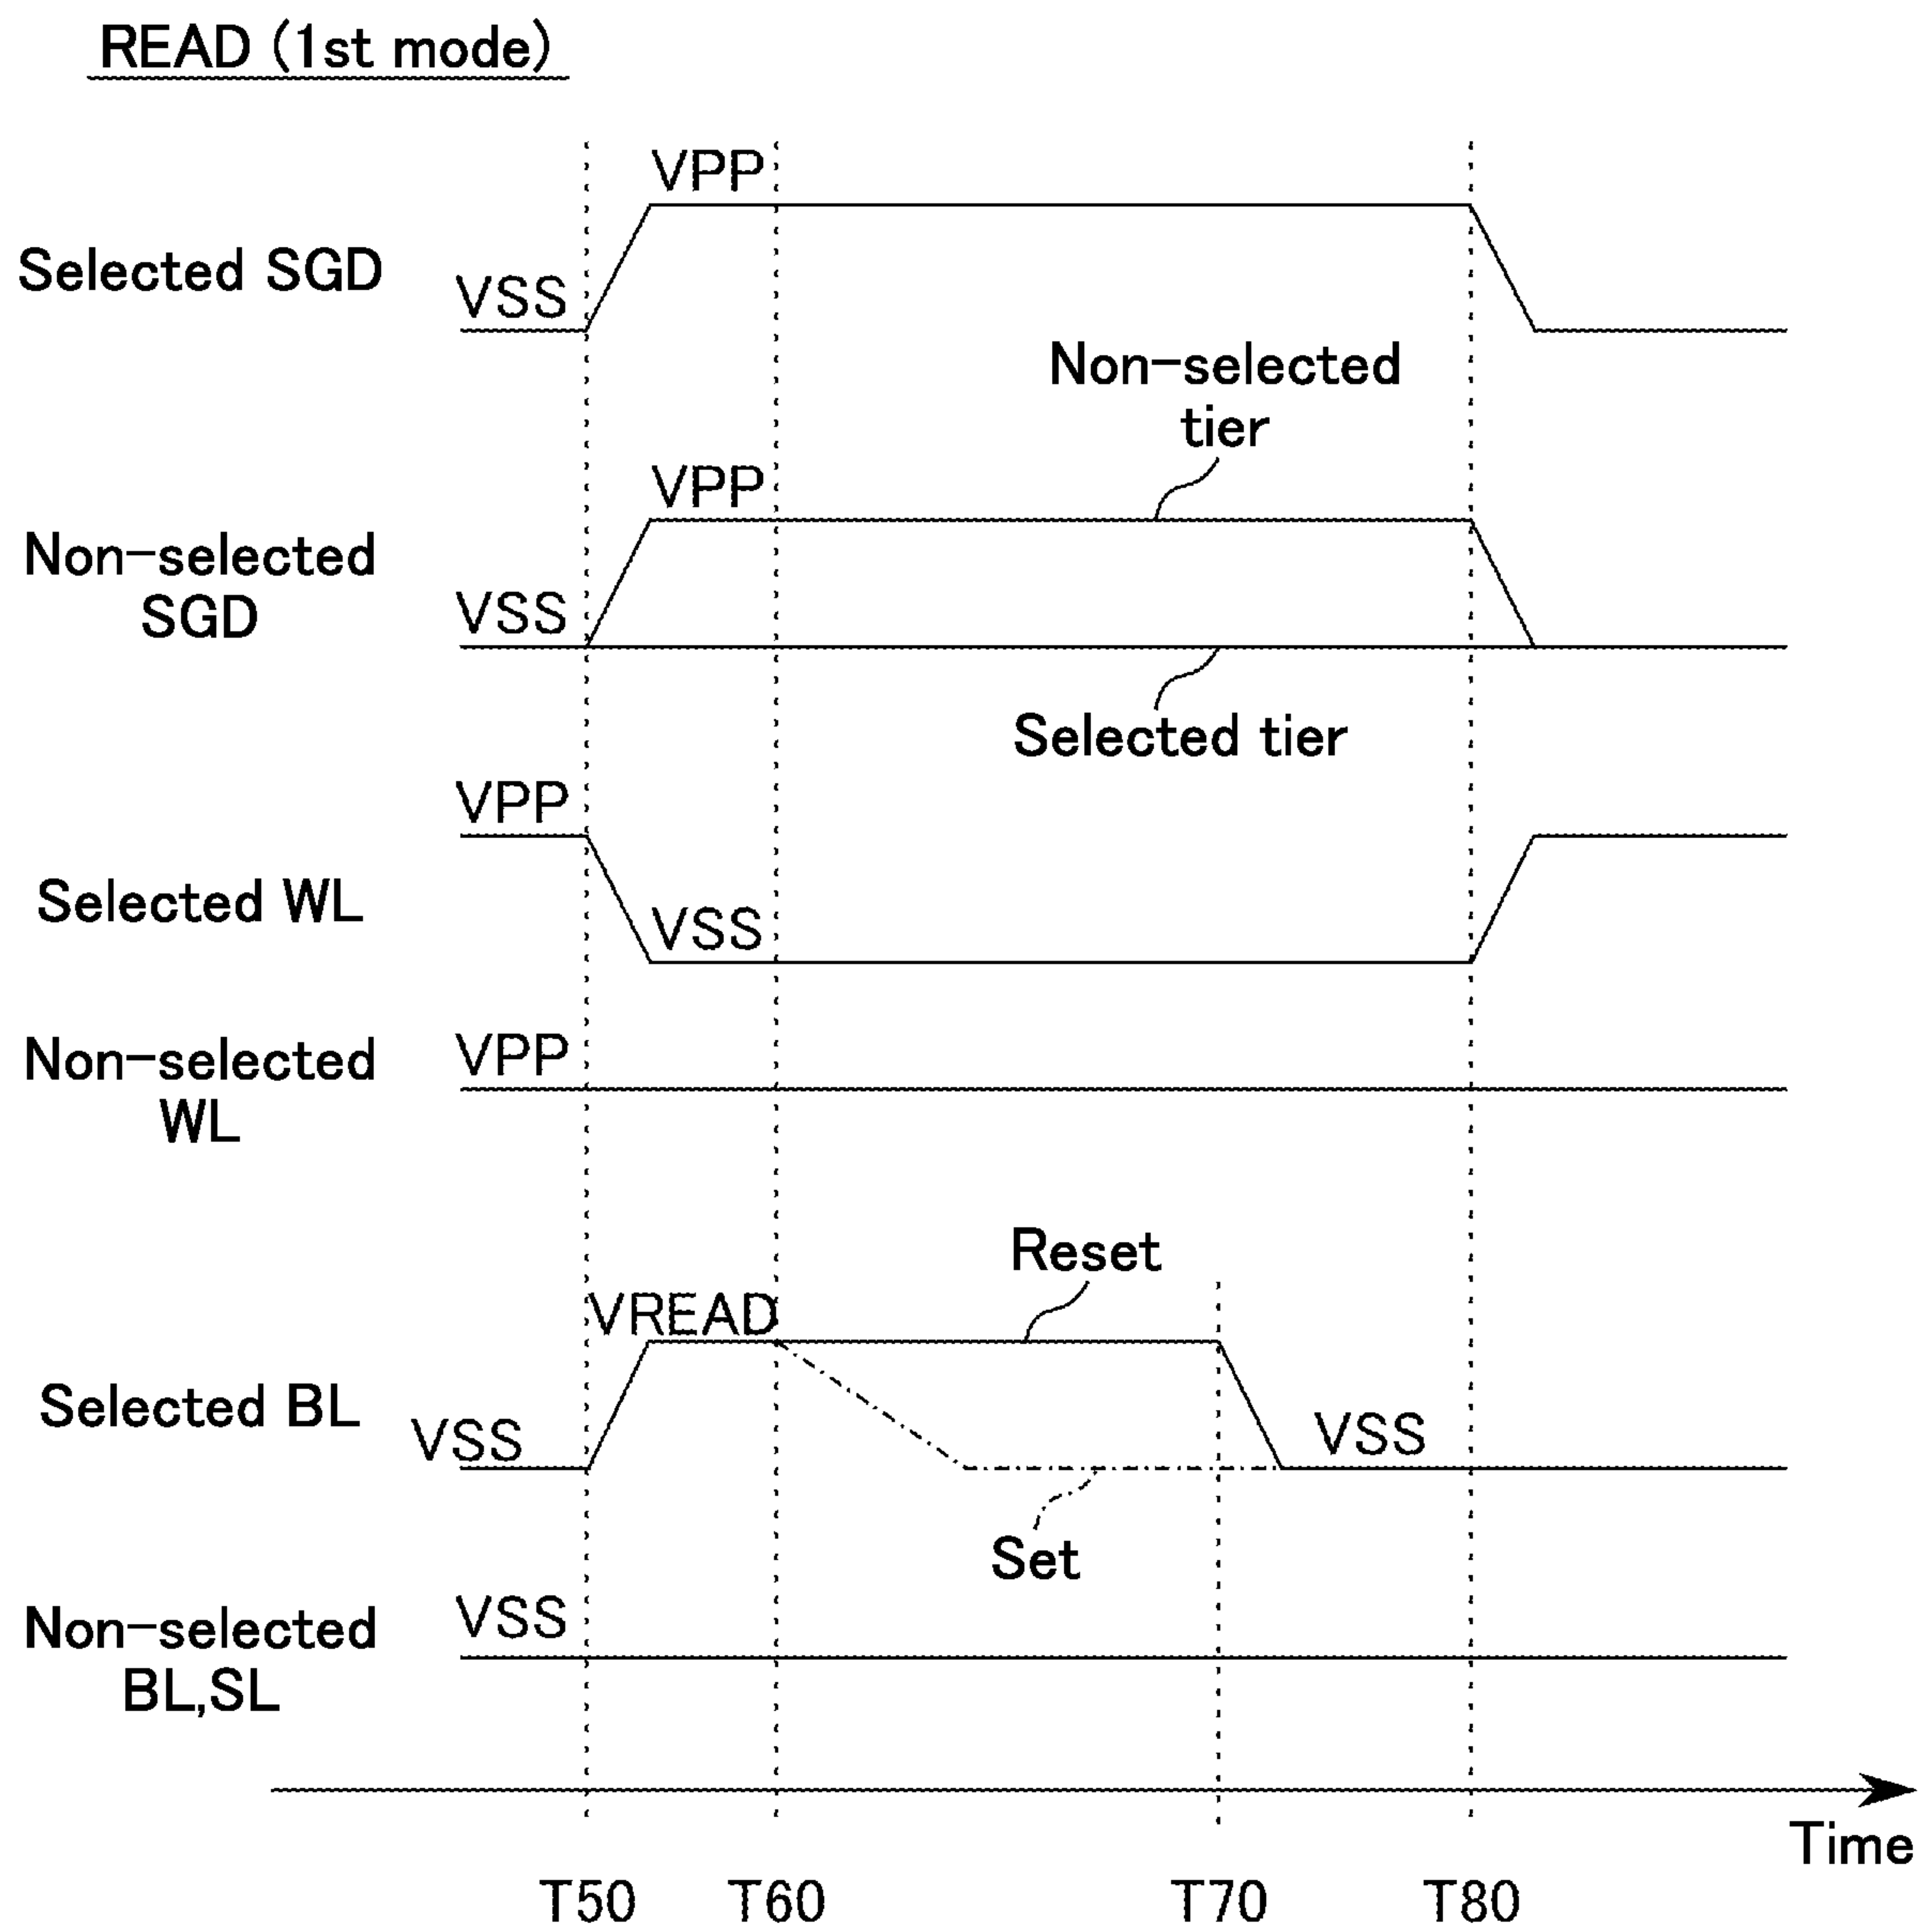 READ (1st mode)
VPP
Selected SGD
VSS
Non-selected
tier
VPP
Non-selected
SGD
VSS
Selected tier
VPP
Selected WL
VSS
Non-selected
WL
VPP
Reset
VREAD
Selected BL
VSS
VSS
Set
Non-selected
BL,SL
VSS
Time
T50 T60 T70 T80